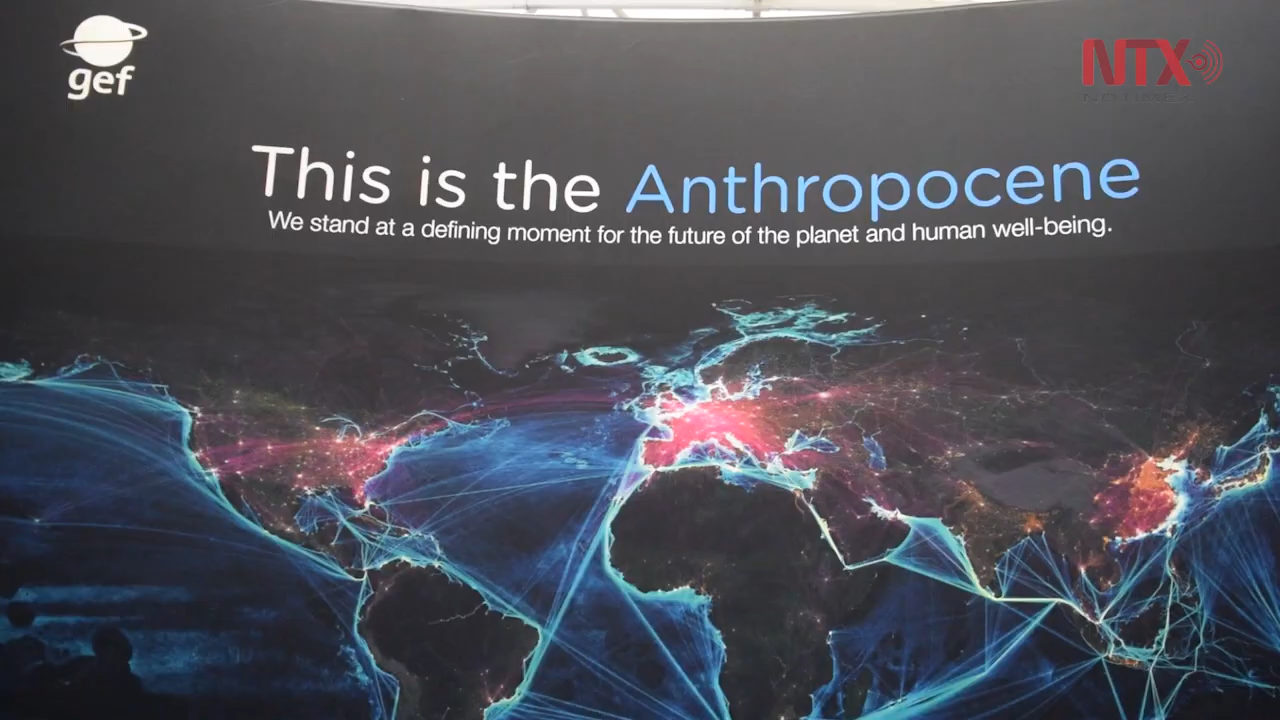 gef
NTX
NOTIMEX
This is the Anthropocene
We stand at a defining moment for the future of the planet and human well-being.